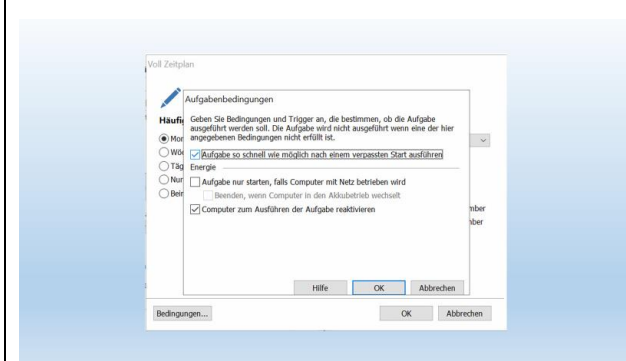 Voll Zeitplan
Aufgabenbedingungen
Geben Sie Bedingungen und Trigger an, die bestimmen, ob die Aufgabe
ausgeführt werden soll. Die Aufgabe wird nicht ausgeführt wenn eine der hier
angegebenen Bedingungen nicht erfüllt ist.
Aufgabe so schnell wie möglich nach einem verpassten Start ausführen
Energie
Aufgabe nur starten, falls Computer mit Netz betrieben wird
Beenden, wenn Computer in den Akkubetrieb wechselt
Computer zum Ausführen der Aufgabe reaktivieren
Hilfe OK Abbrechen
Häufi
Mor
Wöc
Täg
Nur
Beir
mber
mber
Bedingungen... OK Abbrechen